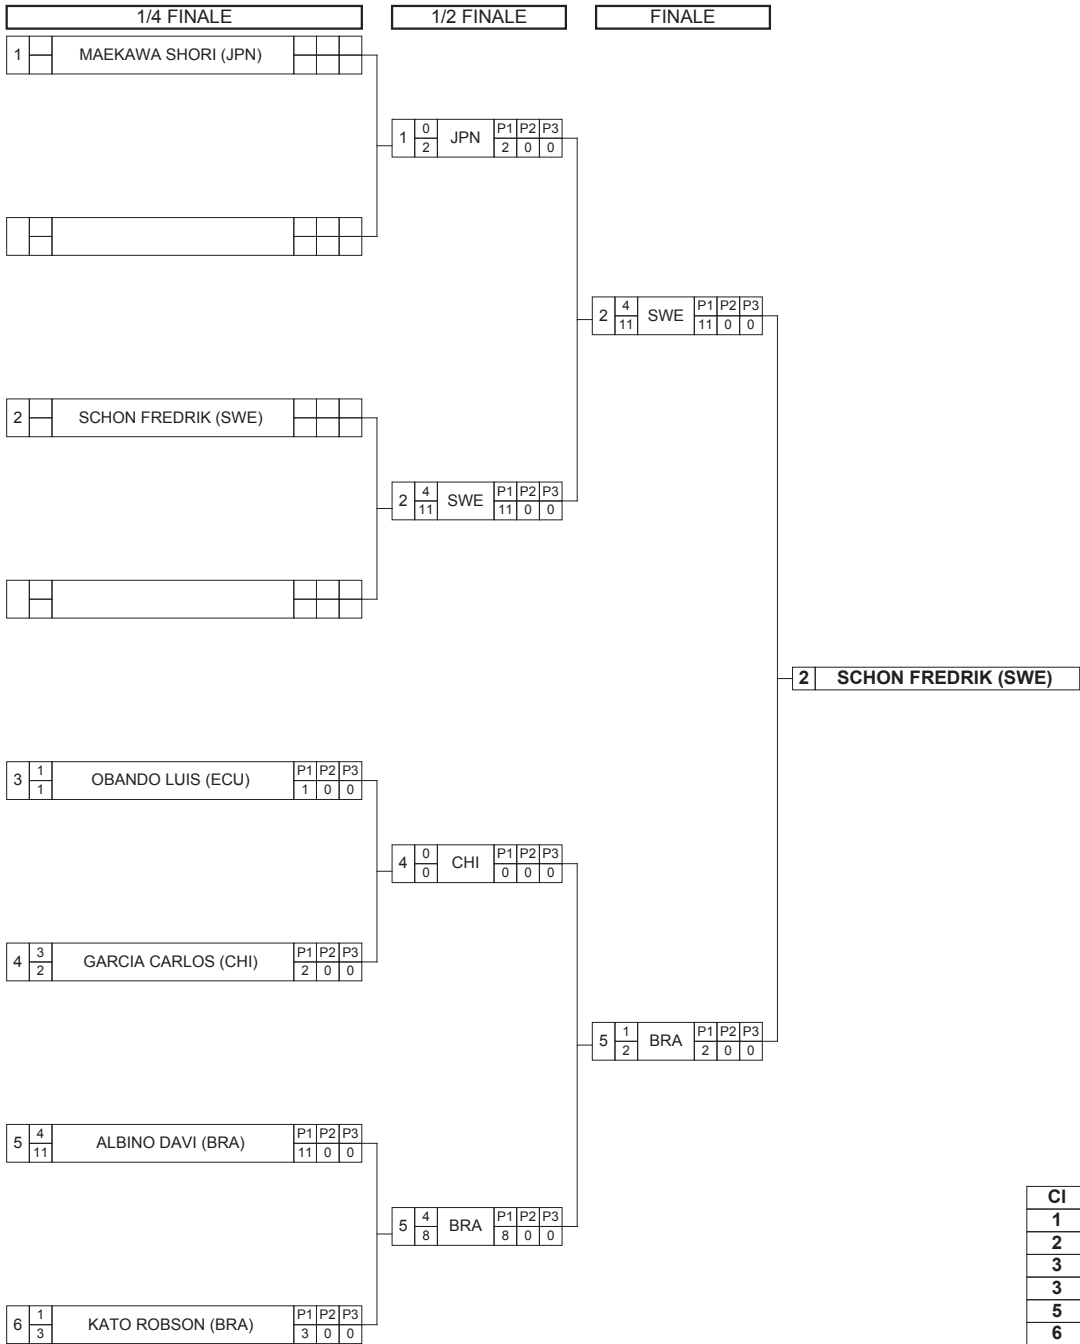 1/4 FINALE 1/2 FINALE FINALE
1 MAEKAWA SHORI (JPN)
0 P1 P2 P3
1 JPN
2 2 0 0
4 P1 P2 P3
2 SWE
11 11 0 0
2 SCHON FREDRIK (SWE)
4 P1 P2 P3
2 SWE
11 11 0 0
2 SCHON FREDRIK (SWE)
1 P1 P2 P3
3 OBANDO LUIS (ECU)
1 1 0 0
0 P1 P2 P3
4 CHI
0 0 0 0
3 P1 P2 P3
4 GARCIA CARLOS (CHI)
2 2 0 0
1 P1 P2 P3
5 BRA
2 2 0 0
4 P1 P2 P3
5 ALBINO DAVI (BRA)
11 11 0 0
4 P1 P2 P3
5 BRA
8 8 0 0
1 P1 P2 P3
6 KATO ROBSON (BRA)
3 3 0 0
Cl
1
2
3
3
5
6